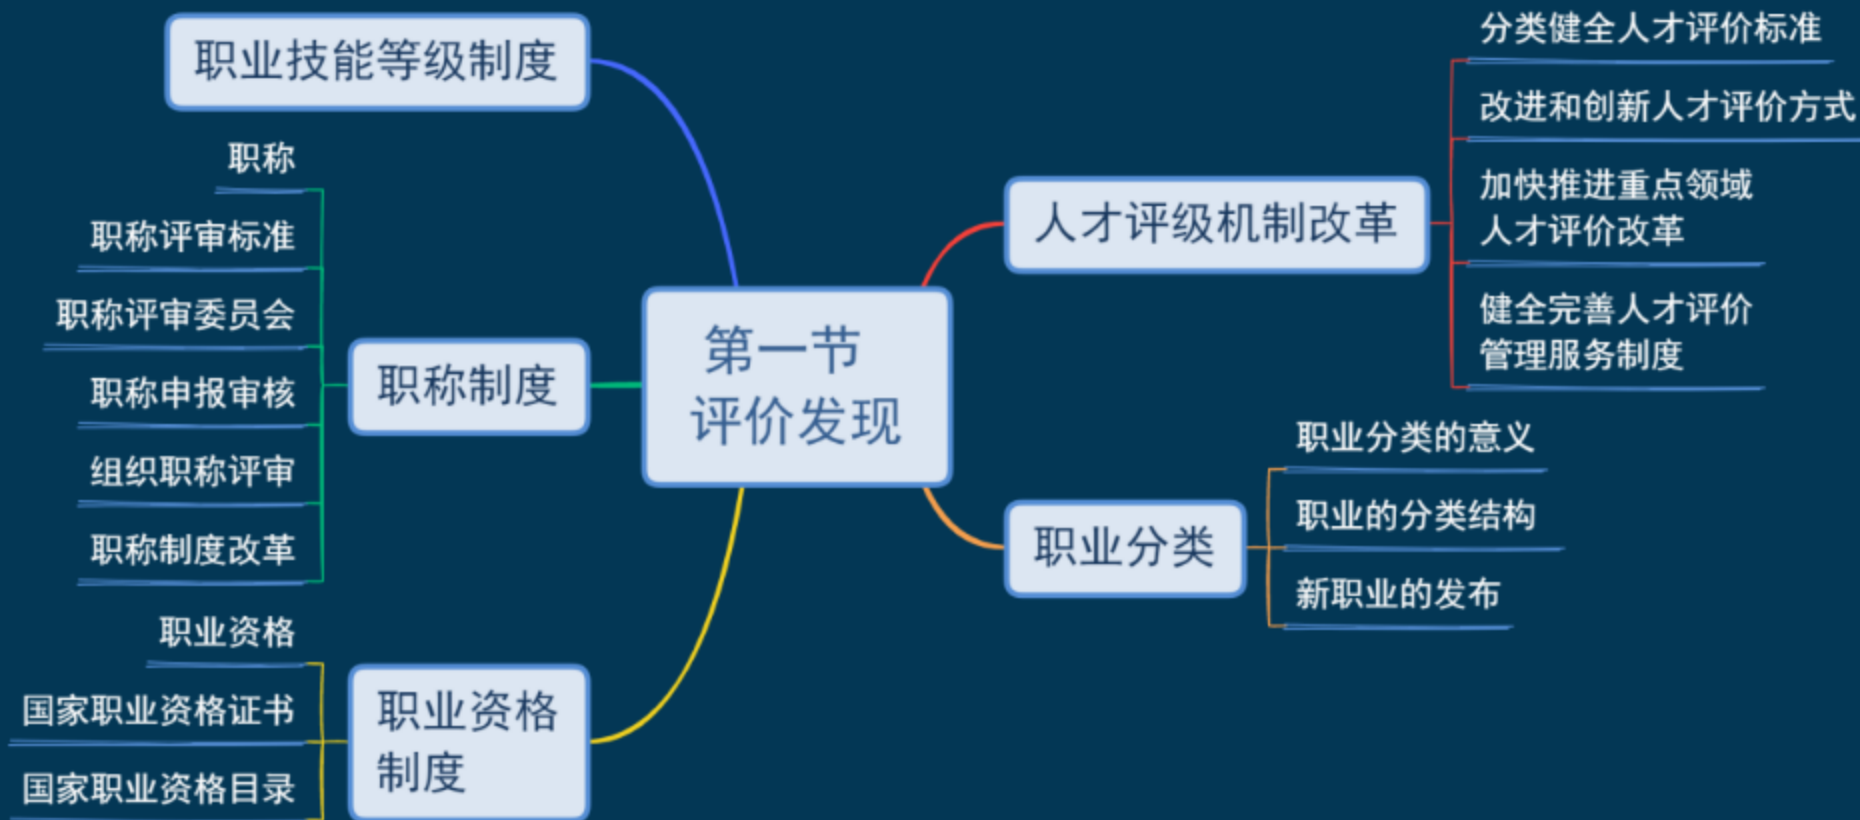 第一节
评价发现
人才评级机制改革
分类健全人才评价标准
改进和创新人才评价方式
加快推进重点领域
人才评价改革
健全完善人才评价
管理服务制度
职业分类
职业分类的意义
职业的分类结构
新职业的发布
职业技能等级制度
职称制度
职称
职称评审标准
职称评审委员会
职称申报审核
组织职称评审
职称制度改革
职业资格
制度
职业资格
国家职业资格证书
国家职业资格目录